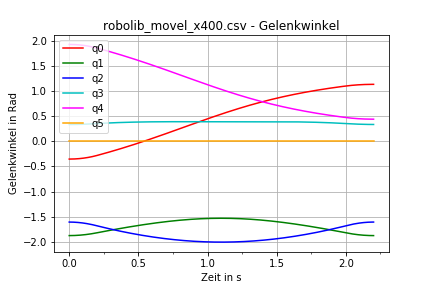 robolib_movel_x400.csv - Gelenkwinkel
Gelenkwinkel in Rad
2.0
1.5
1.0
0.5
0.0
−0.5
−1.0
−1.5
−2.0
q0
q1
q2
q3
q4
q5
0.0
0.5
1.0
1.5
2.0
Zeit in s